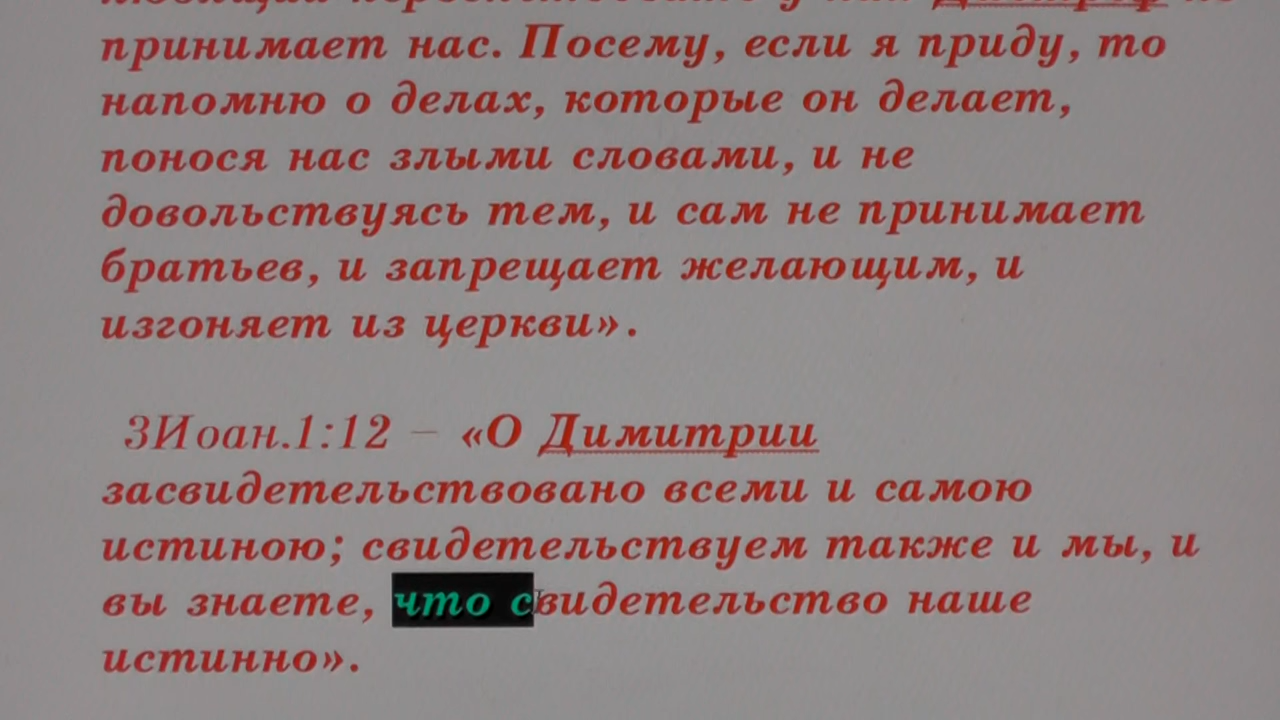 принимает нас. Посему, если я приду, то
напомню о делах, которые он делает,
понося нас злыми словами, и не
довольствуясь тем, и сам не принимает
братьев, и запрещает желающим, и
изгоняет из церкви».
3Иоан.1:12 – «О Димитрии
засвидетельствовано всеми и самою
истиною; свидетельствуем также и мы, и
вы знаете, что свидетельство наше
истинно».